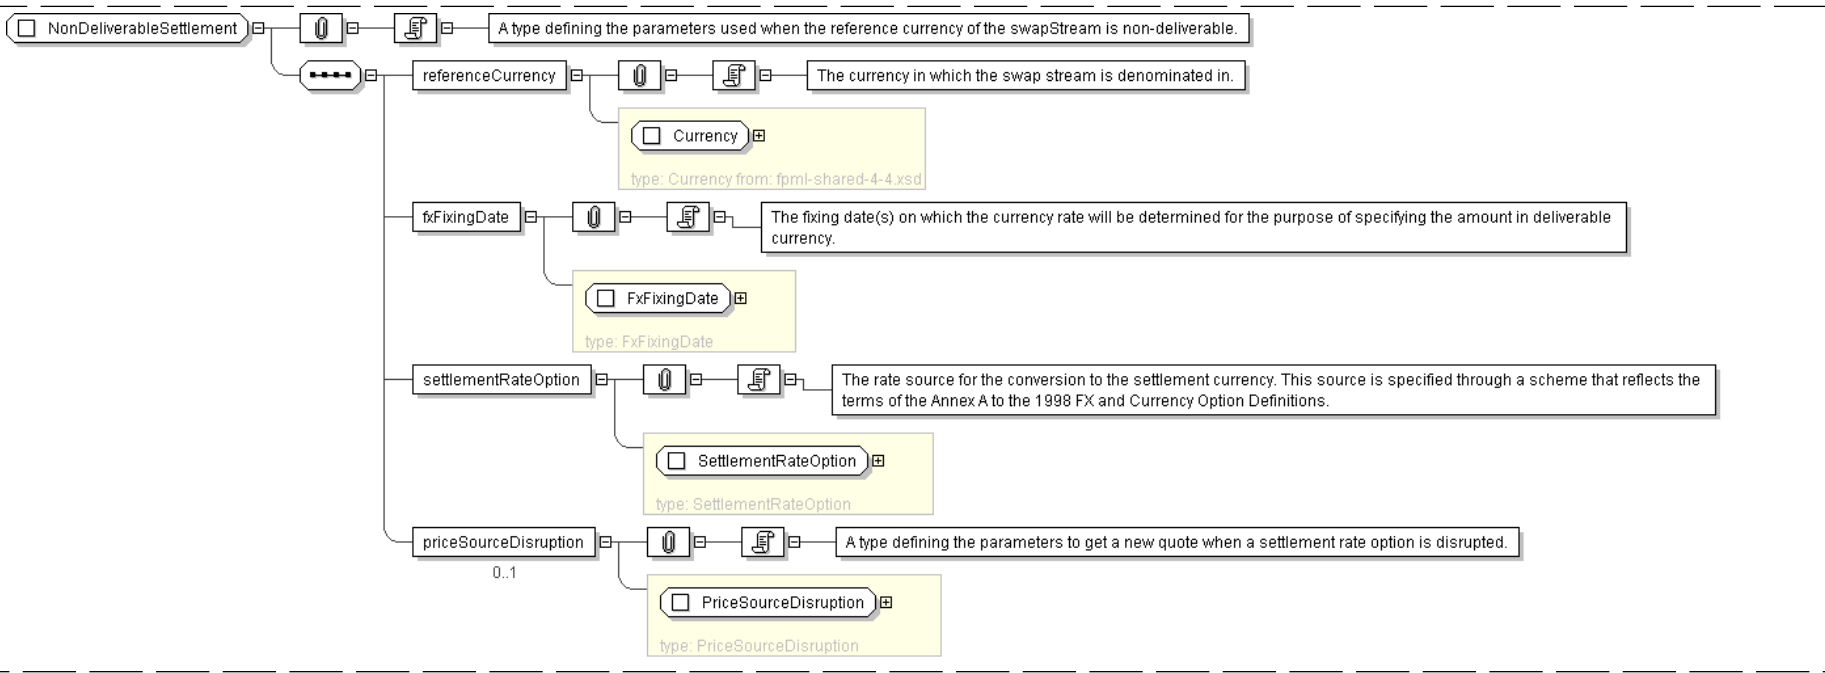 NonDeliverableSettlement
A type defining the parameters used when the reference currency of the swapStream is non-deliverable.
referenceCurrency
The currency in which the swap stream is denominated in.
Currency
type: Currency from: fpml-shared-4-4.xsd
fxFixingDate
The fixing date(s) on which the currency rate will be determined for the purpose of specifying the amount in deliverable
currency.
FxFixingDate
type: FxFixingDate
settlementRateOption
The rate source for the conversion to the settlement currency. This source is specified through a scheme that reflects the
terms of the Annex A to the 1998 FX and Currency Option Definitions.
SettlementRateOption
type: SettlementRateOption
priceSourceDisruption
A type defining the parameters to get a new quote when a settlement rate option is disrupted.
0..1
PriceSourceDisruption
type: PriceSourceDisruption